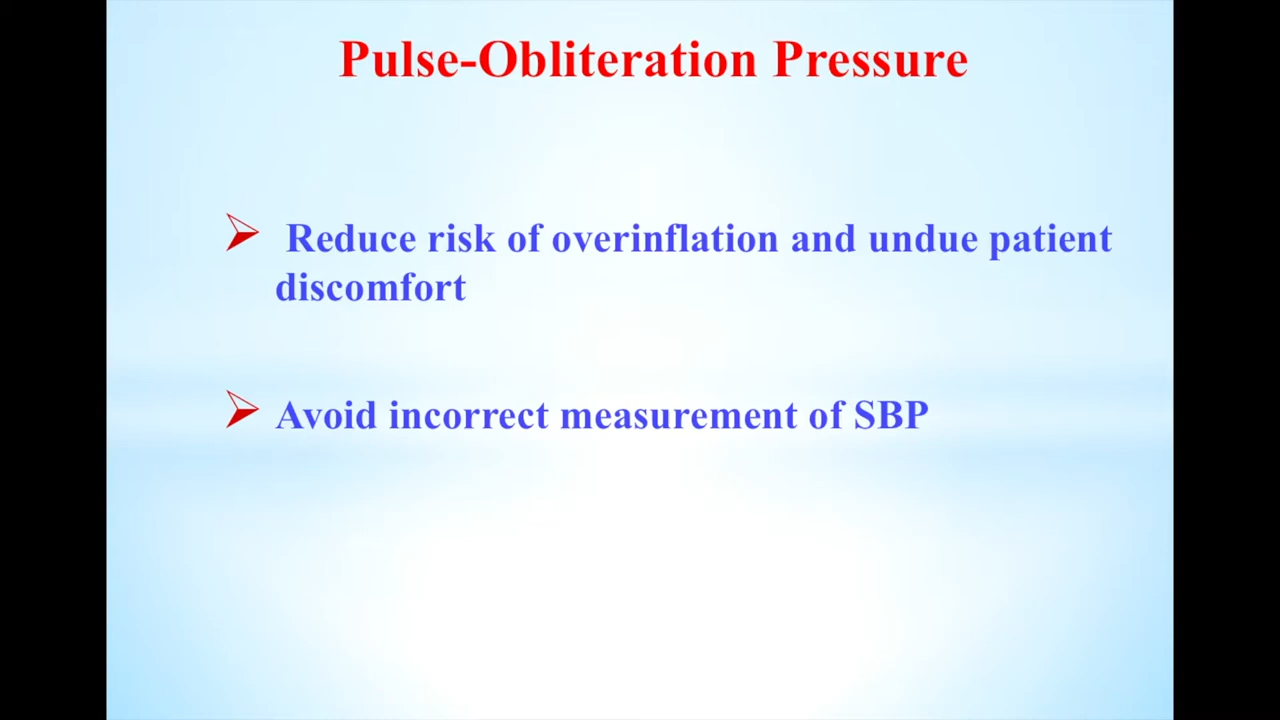 Pulse-Obliteration Pressure
Reduce risk of overinflation and undue patient
discomfort
Avoid incorrect measurement of SBP